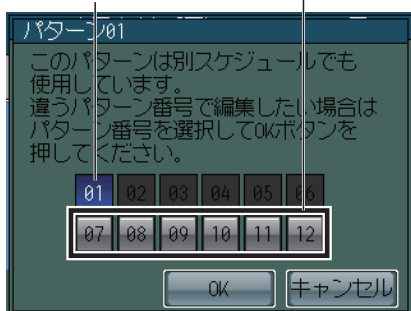 パターン01
このパターンは別スケジュールでも
使用しています。
違うパターン番号で編集したい場合は
パターン番号を選択してOKボタンを
押してください。
01 02 03 04 05 06
07 08 09 10 11 12
OK キャンセル